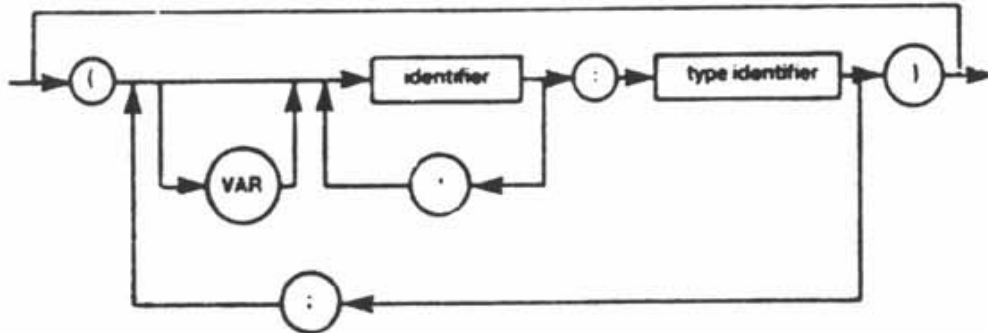 ( identifier : type identifier )
VAR ,
;